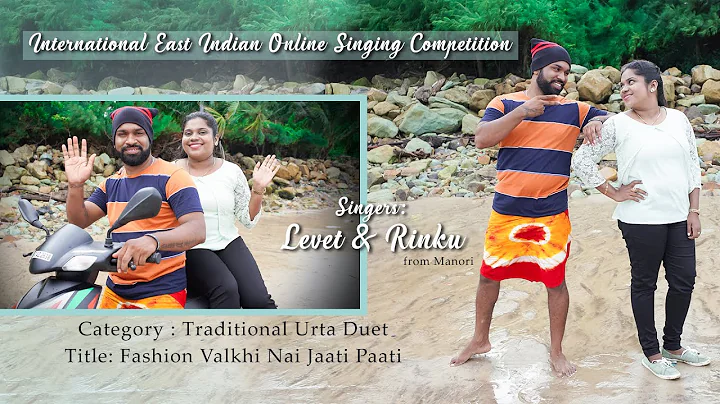 International East Indian Online Singing Competition
Singers:
Levet & Rinku
from Manori
Category : Traditional Urta Duet
Title: Fashion Valkhi Nai Jaati Paati